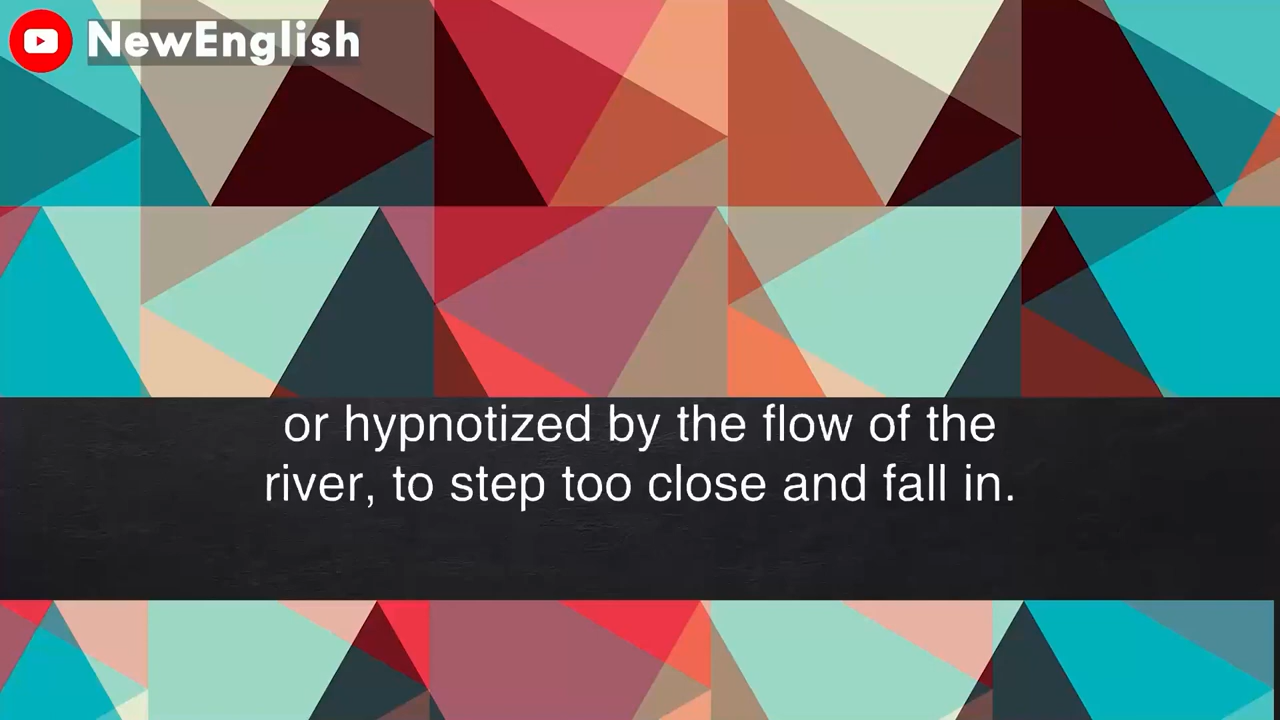 NewEnglish
or hypnotized by the flow of the
river, to step too close and fall in.